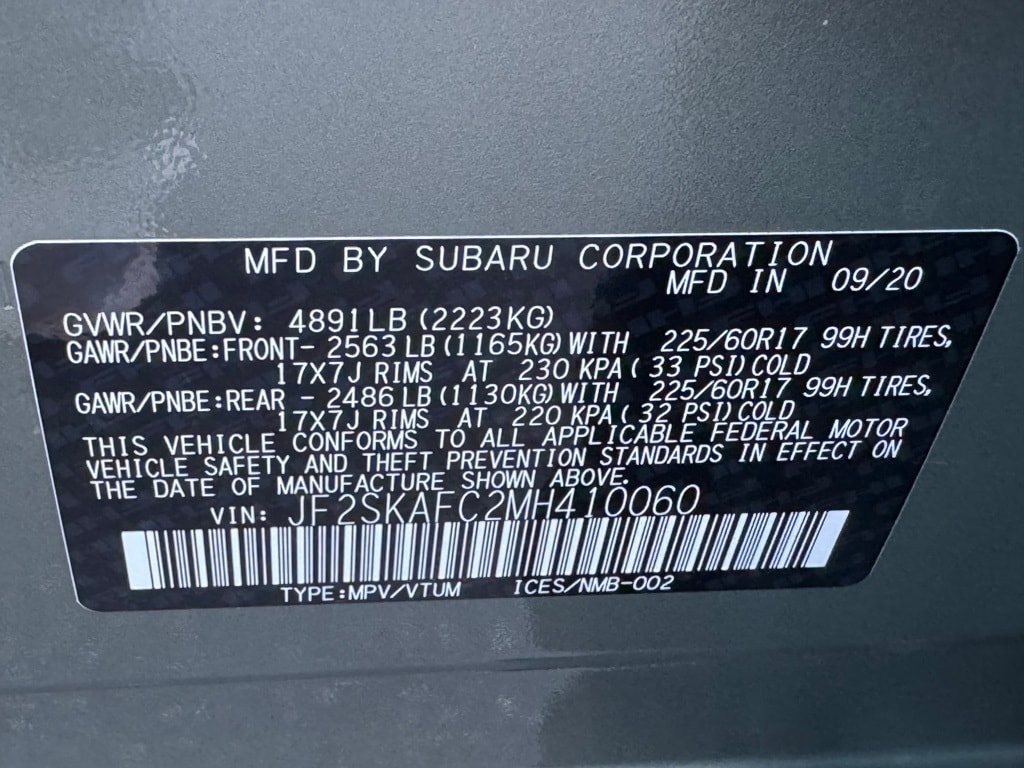 MFD BY SUBARU CORPORATION
MFD IN 09/20
GVWR/PNBV: 4891LB (2223KG)
GAWR/PNBE:FRONT- 2563 LB (1165KG) WITH 225/60R17 99H TIRES,
17X7J RIMS AT 230 KPA ( 33 PSI) COLD
GAWR/PNBE:REAR - 2486 LB (1130KG) WITH 225/60R17 99H TIRES,
17X7J RIMS AT 220 KPA ( 32 PSI) COLD
THIS VEHICLE CONFORMS TO ALL APPLICABLE FEDERAL MOTOR
VEHICLE SAFETY AND THEFT PREVENTION STANDARDS IN EFFECT ON
THE DATE OF MANUFACTURE SHOWN ABOVE.
VIN: JF2SKAFC2MH410060
TYPE:MPV/VTUM ICES/NMB-002